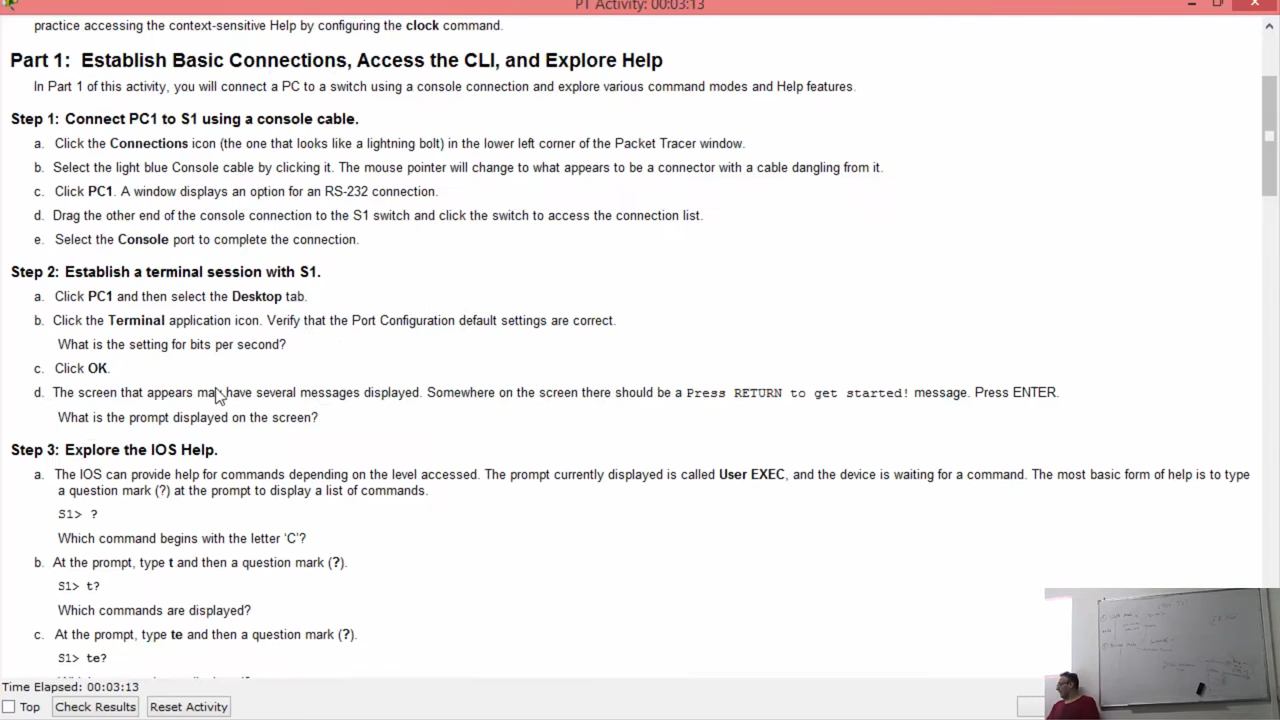 PT Activity: 00:03:13
practice accessing the context-sensitive Help by configuring the clock command.
Part 1: Establish Basic Connections, Access the CLI, and Explore Help
In Part 1 of this activity, you will connect a PC to a switch using a console connection and explore various command modes and Help features.
Step 1: Connect PC1 to S1 using a console cable.
a. Click the Connections icon (the one that looks like a lightning bolt) in the lower left corner of the Packet Tracer window.
b. Select the light blue Console cable by clicking it. The mouse pointer will change to what appears to be a connector with a cable dangling from it.
c. Click PC1. A window displays an option for an RS-232 connection.
d. Drag the other end of the console connection to the S1 switch and click the switch to access the connection list.
e. Select the Console port to complete the connection.
Step 2: Establish a terminal session with S1.
a. Click PC1 and then select the Desktop tab.
b. Click the Terminal application icon. Verify that the Port Configuration default settings are correct.
What is the setting for bits per second?
c. Click OK.
d. The screen that appears may have several messages displayed. Somewhere on the screen there should be a Press RETURN to get started! message. Press ENTER.
What is the prompt displayed on the screen?
Step 3: Explore the IOS Help.
a. The IOS can provide help for commands depending on the level accessed. The prompt currently displayed is called User EXEC, and the device is waiting for a command. The most basic form of help is to type
a question mark (?) at the prompt to display a list of commands.
S1> ?
Which command begins with the letter ‘C’?
b. At the prompt, type t and then a question mark (?).
S1> t?
Which commands are displayed?
c. At the prompt, type te and then a question mark (?).
S1> te?
Time Elapsed: 00:03:13
Top Check Results Reset Activity